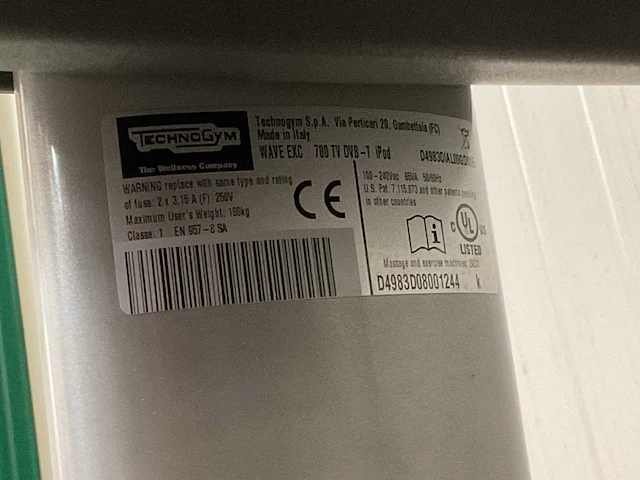 TECHNOGYM
The Wellness Company
Technogym S.p.A. Via Perticari 20, Gambettola (FC)
Made in Italy
WAVE EXC 700 TV DVB-T iPod
WARNING replace with same type and rating
of fuse: 2 x 3.15 A (F) 250V
Maximum User's Weight: 180kg
Classe: 1 EN 957-8 SA
CE
100-240Vac 65VA 50/60Hz
U.S. Pat. 7,115,073 and other patents pending
in other countries
i
C UL US
LISTED
Massage and exercise machines
D4983D08001244 k